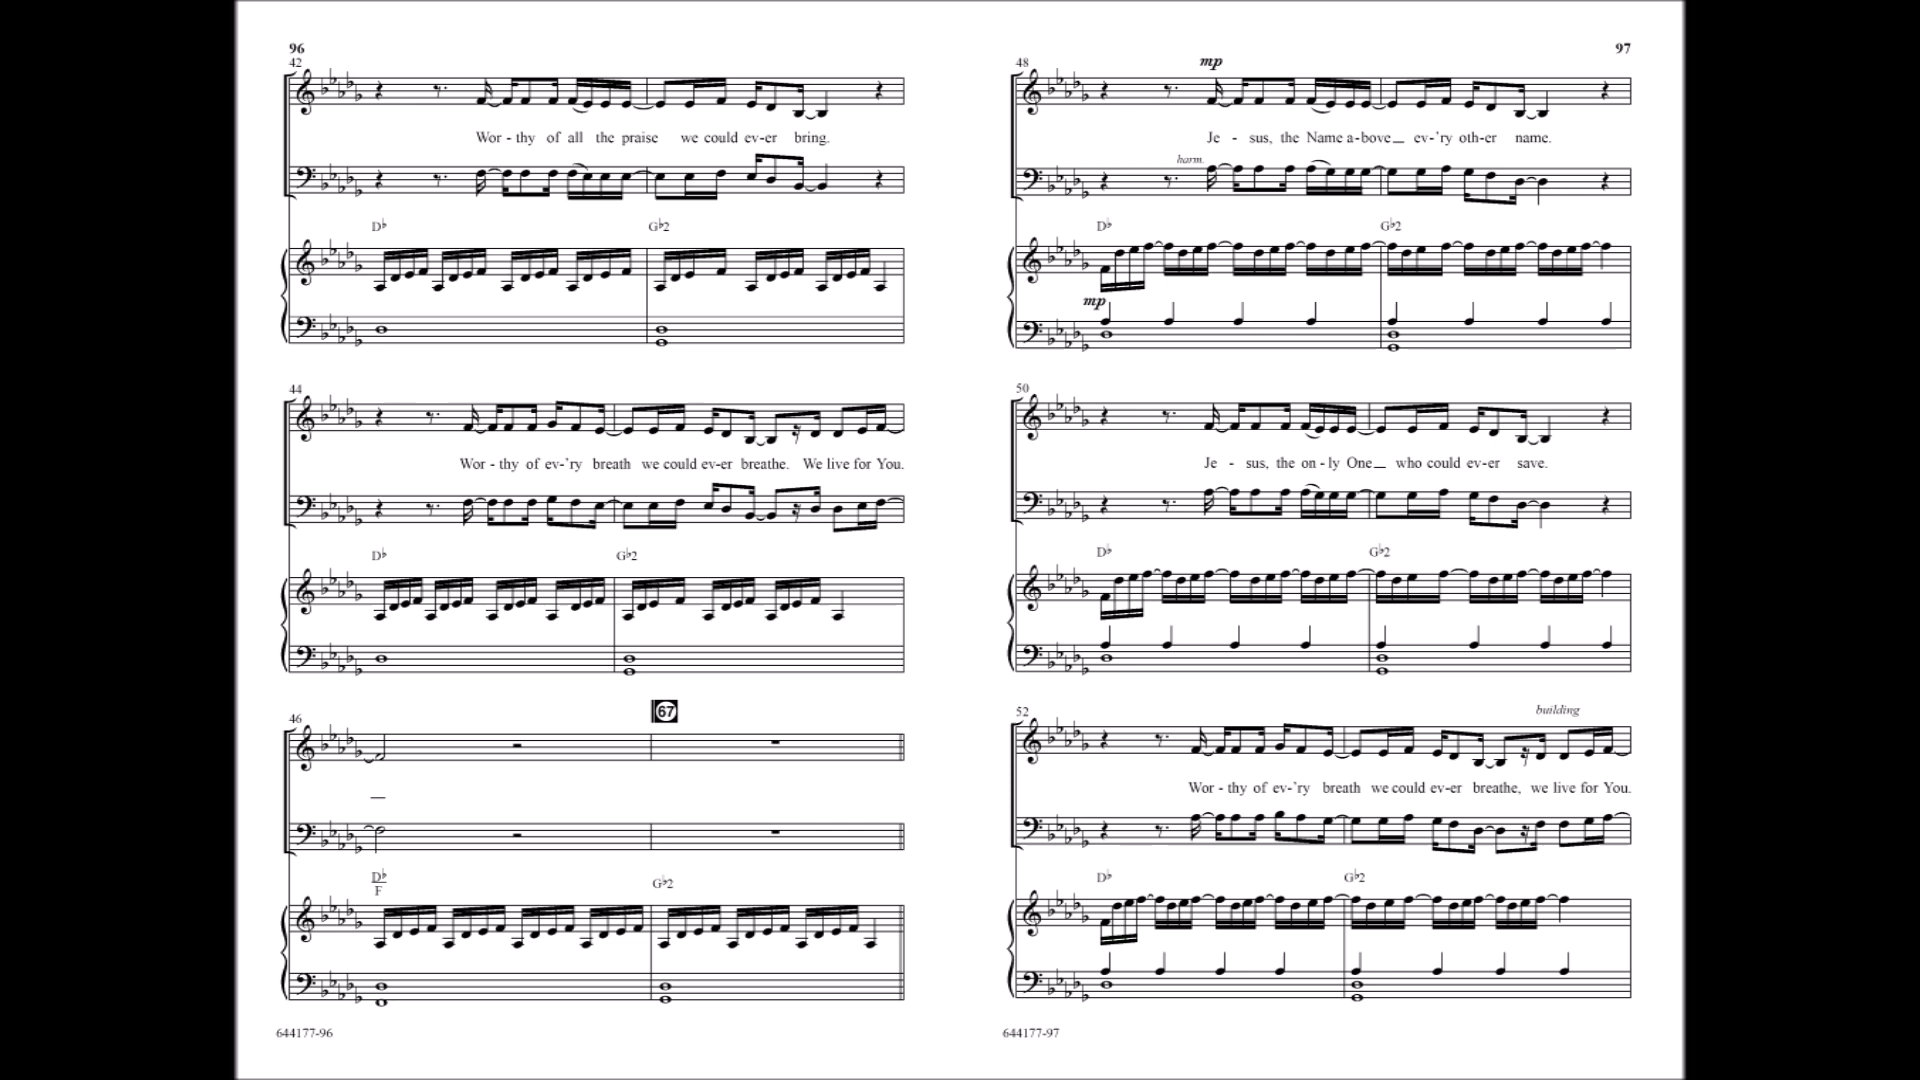 96
42
Wor - thy of all the praise we could ev-er bring.
D♭ G♭2
44
Wor - thy of ev-'ry breath we could ev-er breathe. We live for You.
D♭ G♭2
46
67
D♭
F
G♭2
644177-96
97
48
mp
Je - sus, the Name a-bove ev-'ry oth-er name.
harm.
D♭ G♭2
mp
50
Je - sus, the on-ly One who could ev-er save.
D♭ G♭2
52
building
Wor - thy of ev-'ry breath we could ev-er breathe, we live for You.
D♭ G♭2
644177-97